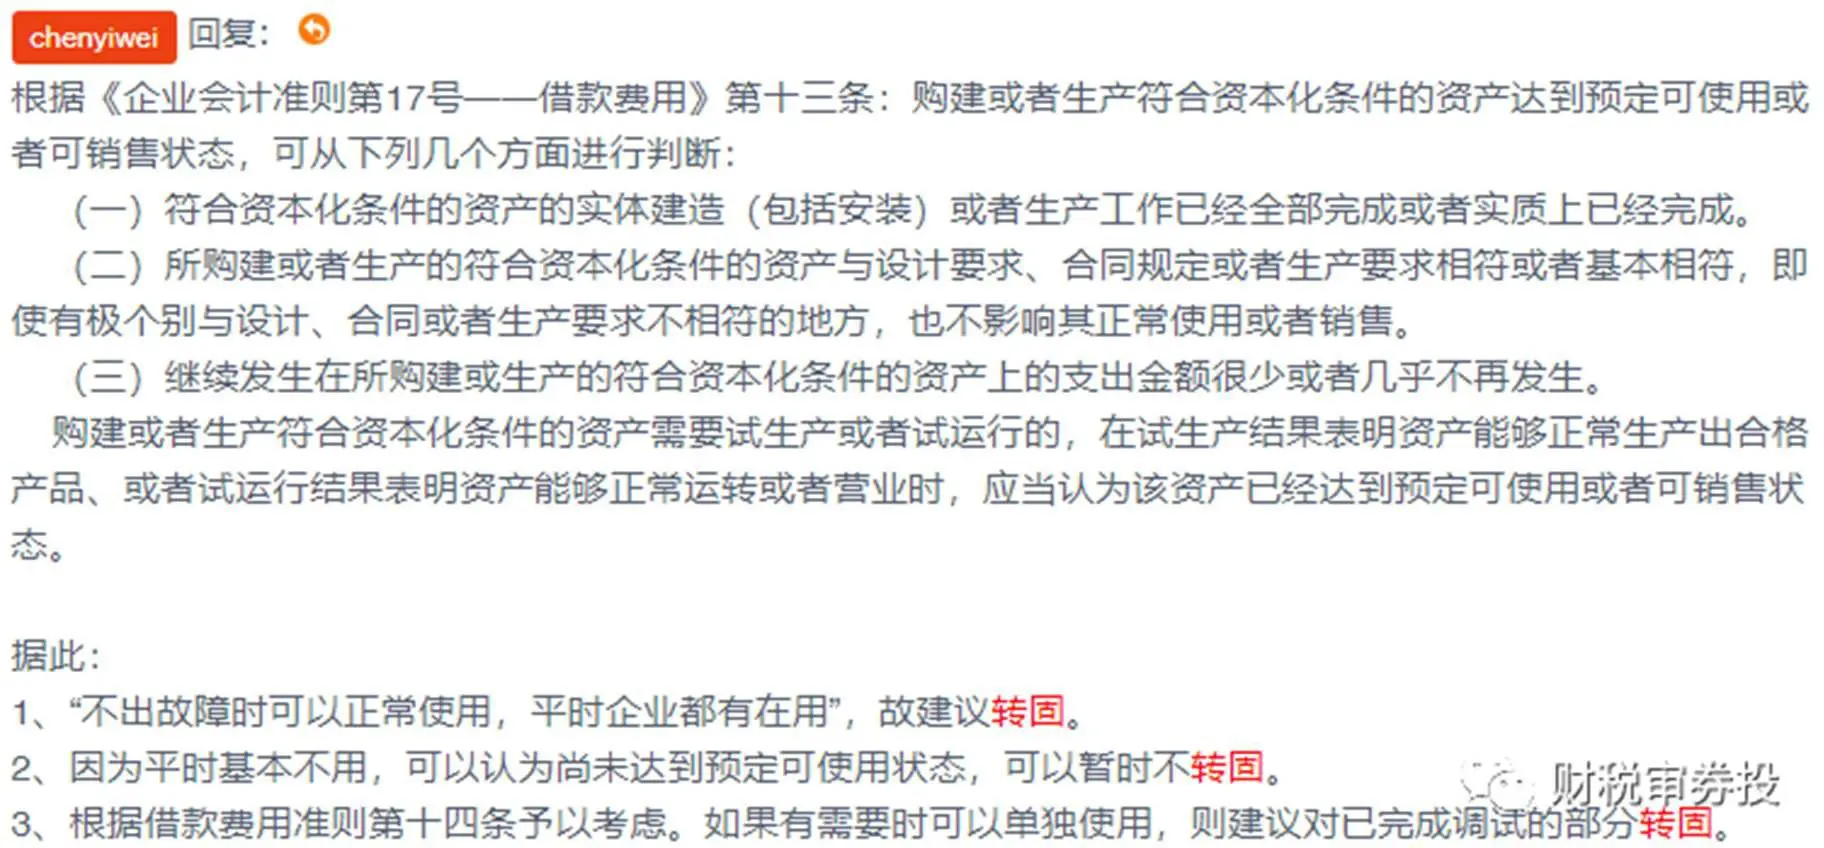 chenyiwei 回复：
根据《企业会计准则第17号——借款费用》第十三条：购建或者生产符合资本化条件的资产达到预定可使用或
者可销售状态，可从下列几个方面进行判断：
（一）符合资本化条件的资产的实体建造（包括安装）或者生产工作已经全部完成或者实质上已经完成。
（二）所购建或者生产的符合资本化条件的资产与设计要求、合同规定或者生产要求相符或者基本相符，即
使有极个别与设计、合同或者生产要求不相符的地方，也不影响其正常使用或者销售。
（三）继续发生在所购建或生产的符合资本化条件的资产上的支出金额很少或者几乎不再发生。
购建或者生产符合资本化条件的资产需要试生产或者试运行的，在试生产结果表明资产能够正常生产出合格
产品、或者试运行结果表明资产能够正常运转或者营业时，应当认为该资产已经达到预定可使用或者可销售状
态。
据此：
1、“不出故障时可以正常使用，平时企业都有在用”，故建议转固。
2、因为平时基本不用，可以认为尚未达到预定可使用状态，可以暂时不转固。
财税审券投
3、根据借款费用准则第十四条予以考虑。如果有需要时可以单独使用，则建议对已完成调试的部分转固。